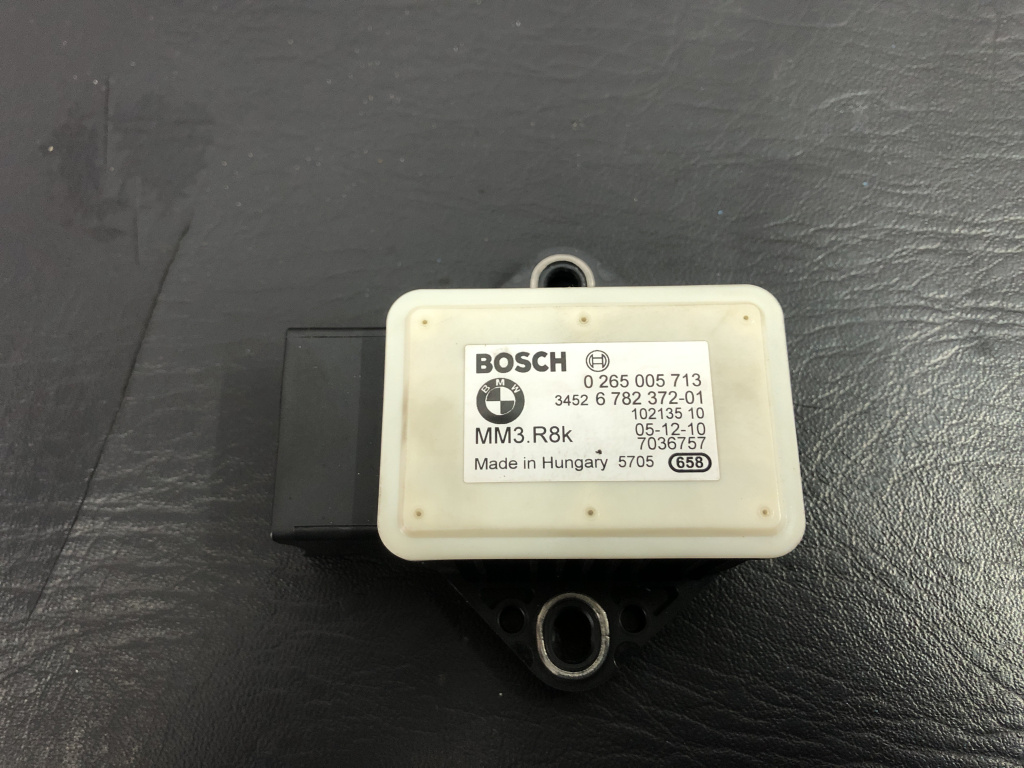 BOSCH
0 265 005 713
BMW
3452 6 782 372-01
102135 10
MM3.R8k
05-12-10
7036757
Made in Hungary 5705 658